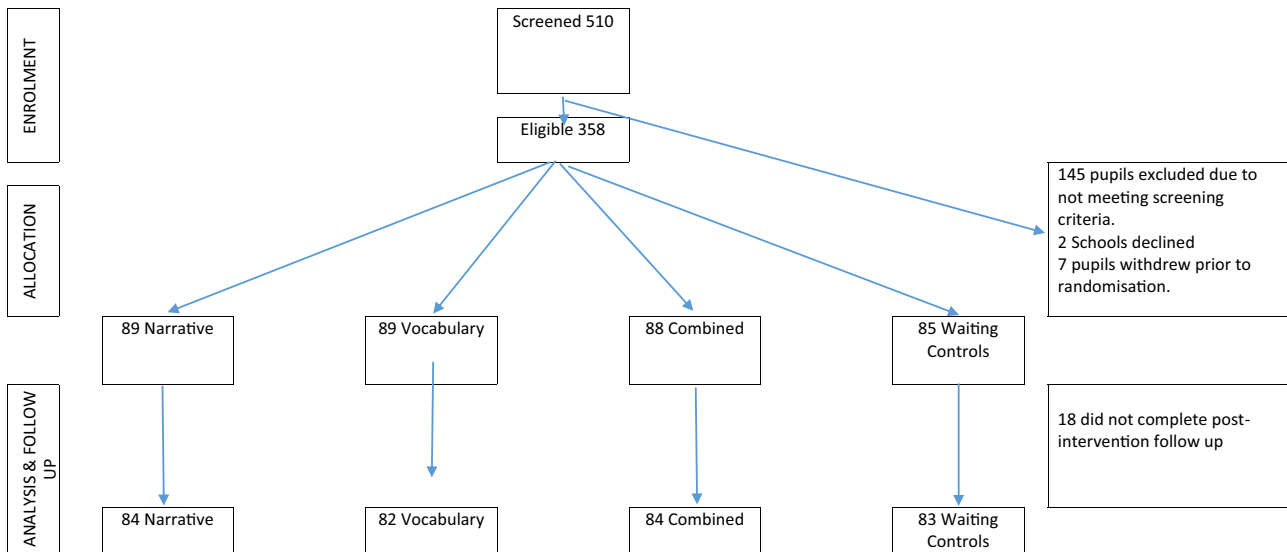 ENROLMENT
Screened 510
Eligible 358
145 pupils excluded due to
not meeting screening
criteria.
2 Schools declined
7 pupils withdrew prior to
randomisation.
ALLOCATION
89 Narrative
89 Vocabulary
88 Combined
85 Waiting
Controls
ANALYSIS & FOLLOW
UP
18 did not complete post-
intervention follow up
84 Narrative
82 Vocabulary
84 Combined
83 Waiting
Controls